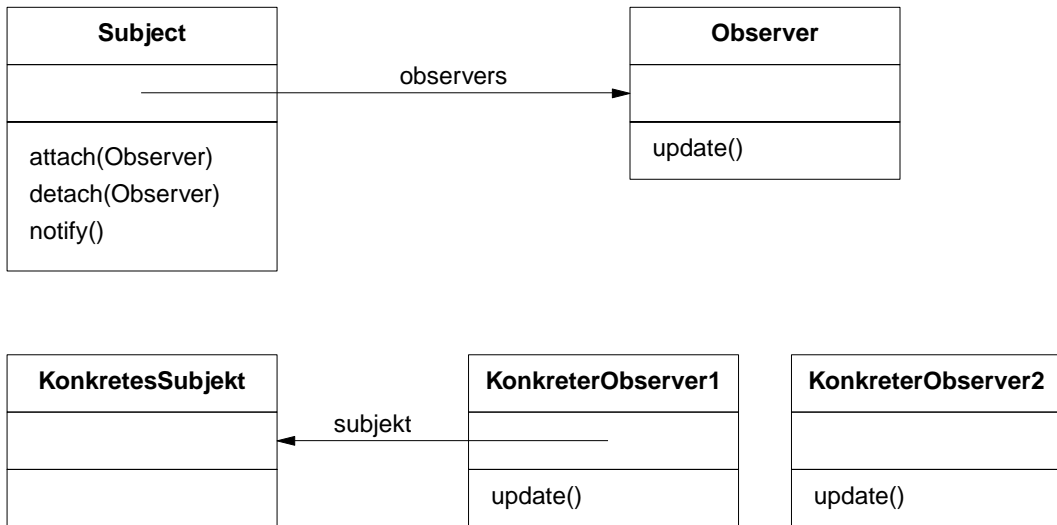 Subject
Observer
observers
attach(Observer)
detach(Observer)
notify()
update()
KonkretesSubjekt
KonkreterObserver1
KonkreterObserver2
subjekt
update()
update()